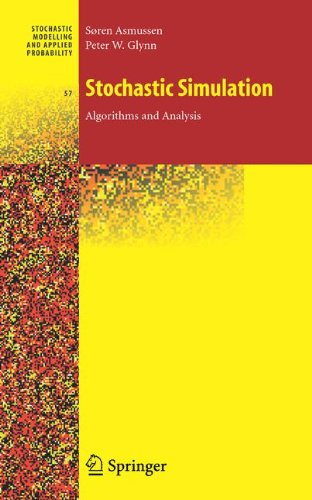 STOCHASTIC
MODELLING
AND APPLIED
PROBABILITY
57
Søren Asmussen
Peter W. Glynn
Stochastic Simulation
Algorithms and Analysis
Springer